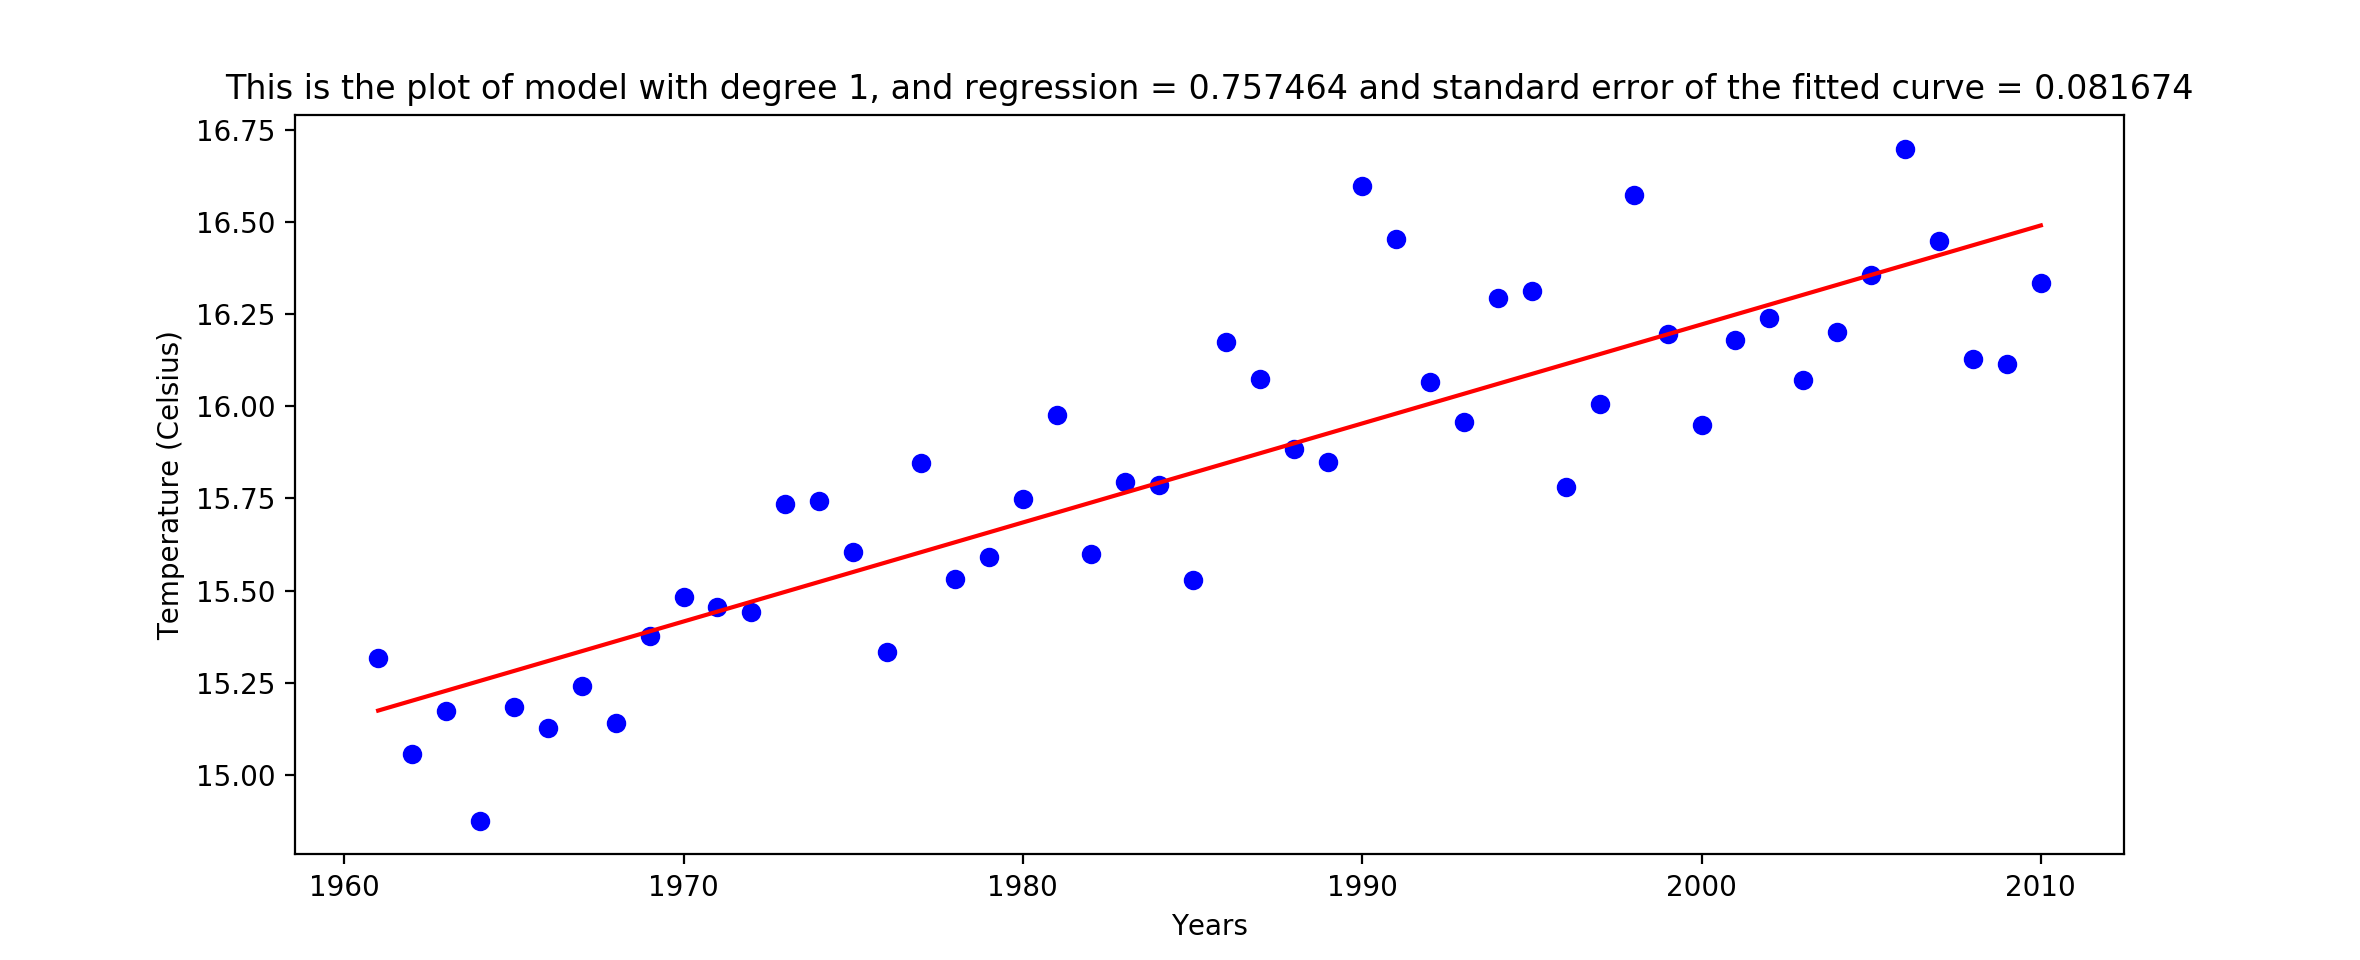 This is the plot of model with degree 1, and regression = 0.757464 and standard error of the fitted curve = 0.081674
16.75
16.50
16.25
16.00
15.75
15.50
15.25
15.00
Temperature (Celsius)
1960 1970 1980 1990 2000 2010
Years